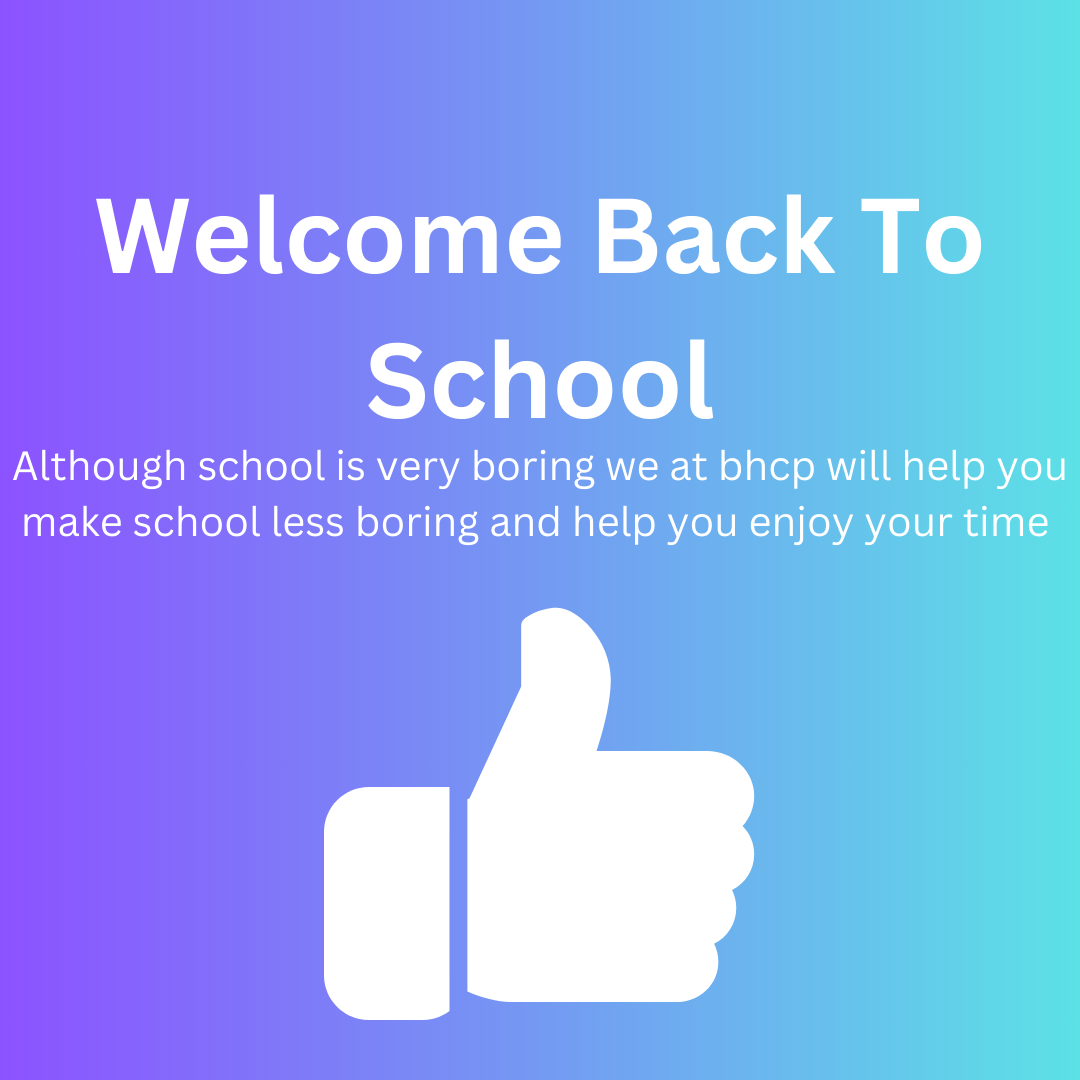 Welcome Back To
School
Although school is very boring we at bhcp will help you
make school less boring and help you enjoy your time